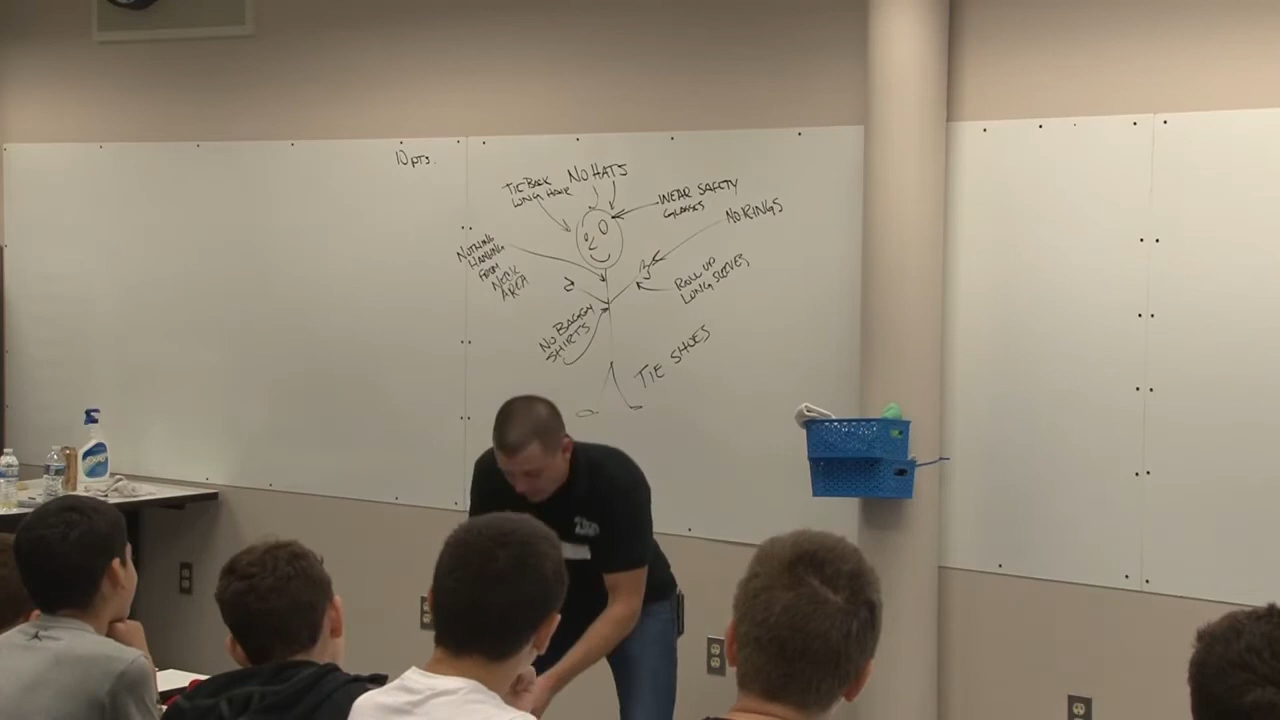 10 PTS.
TIE BACK
LONG HAIR
NO HATS
WEAR SAFETY
GLASSES
NO RINGS
NOTHING
HANGING
FROM
NECK
AREA
ROLL UP
LONG SLEEVES
NO BAGGY
SHIRTS
TIE SHOES